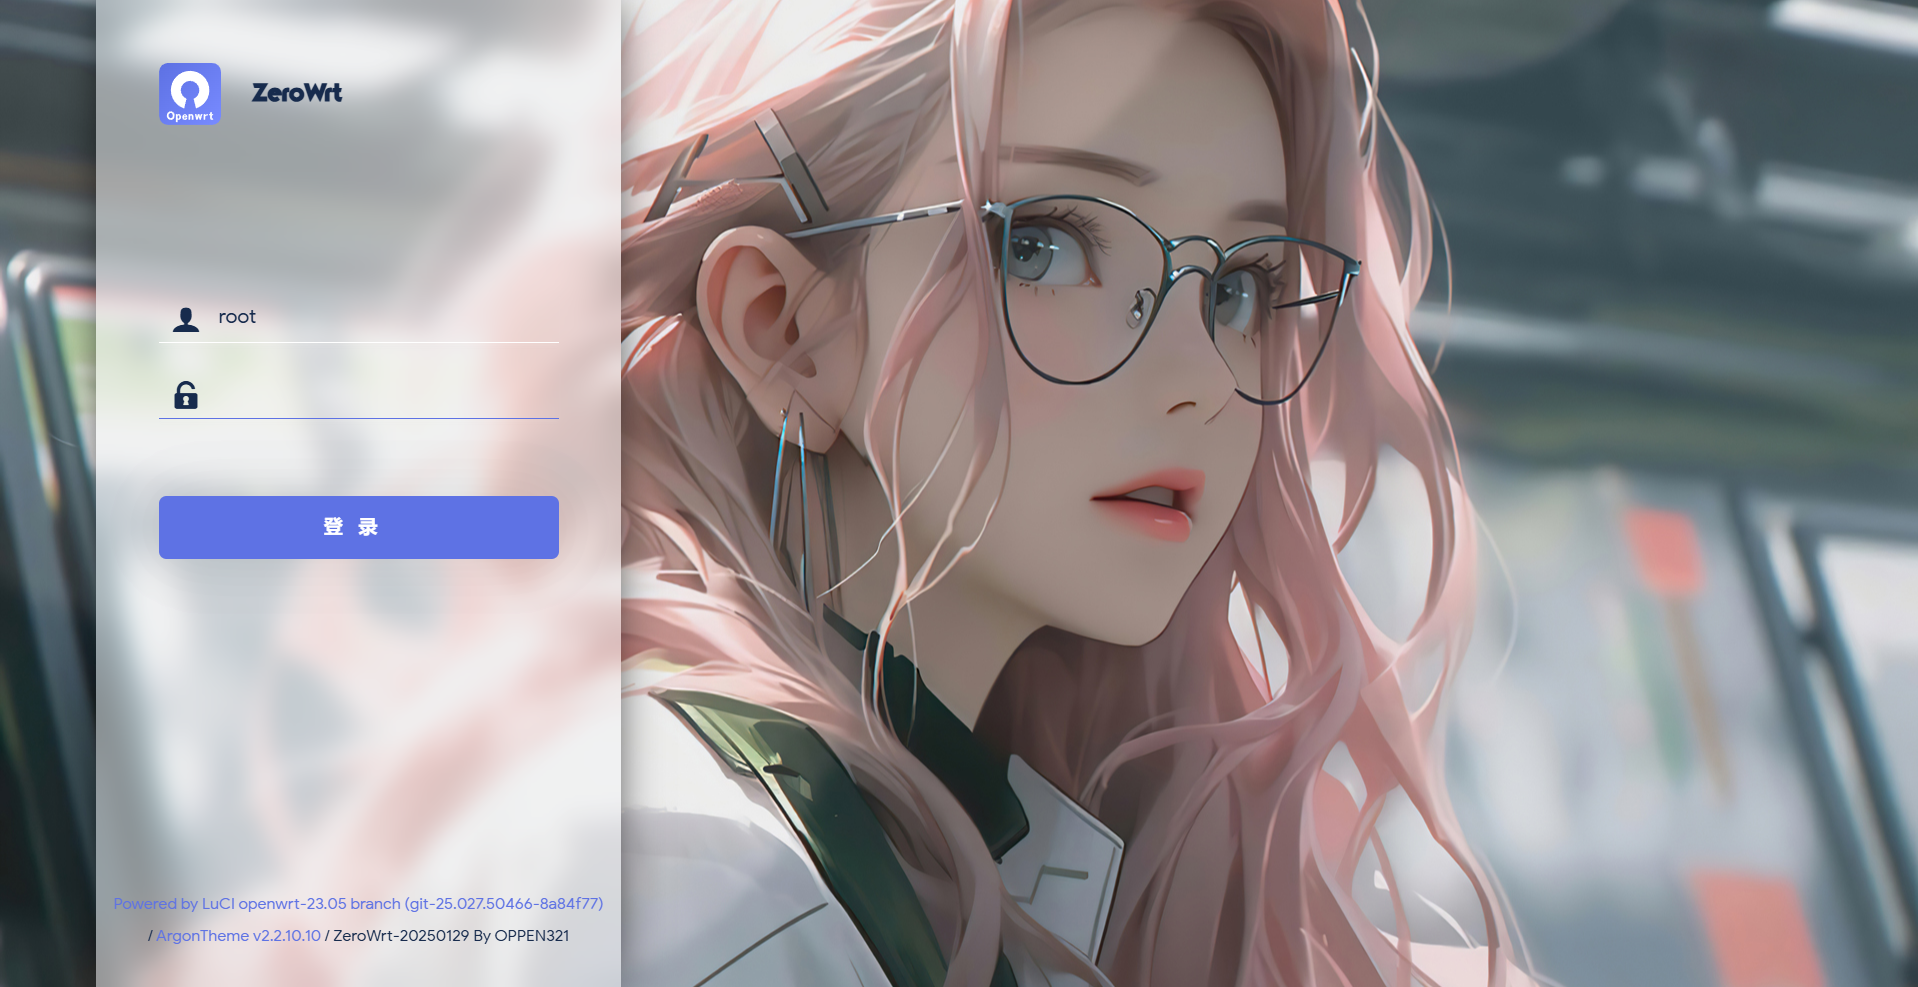 Openwrt
ZeroWrt
root
登 录
Powered by LuCI openwrt-23.05 branch (git-25.027.50466-8a84f77)
/ ArgonTheme v2.2.10.10 / ZeroWrt-20250129 By OPPEN321